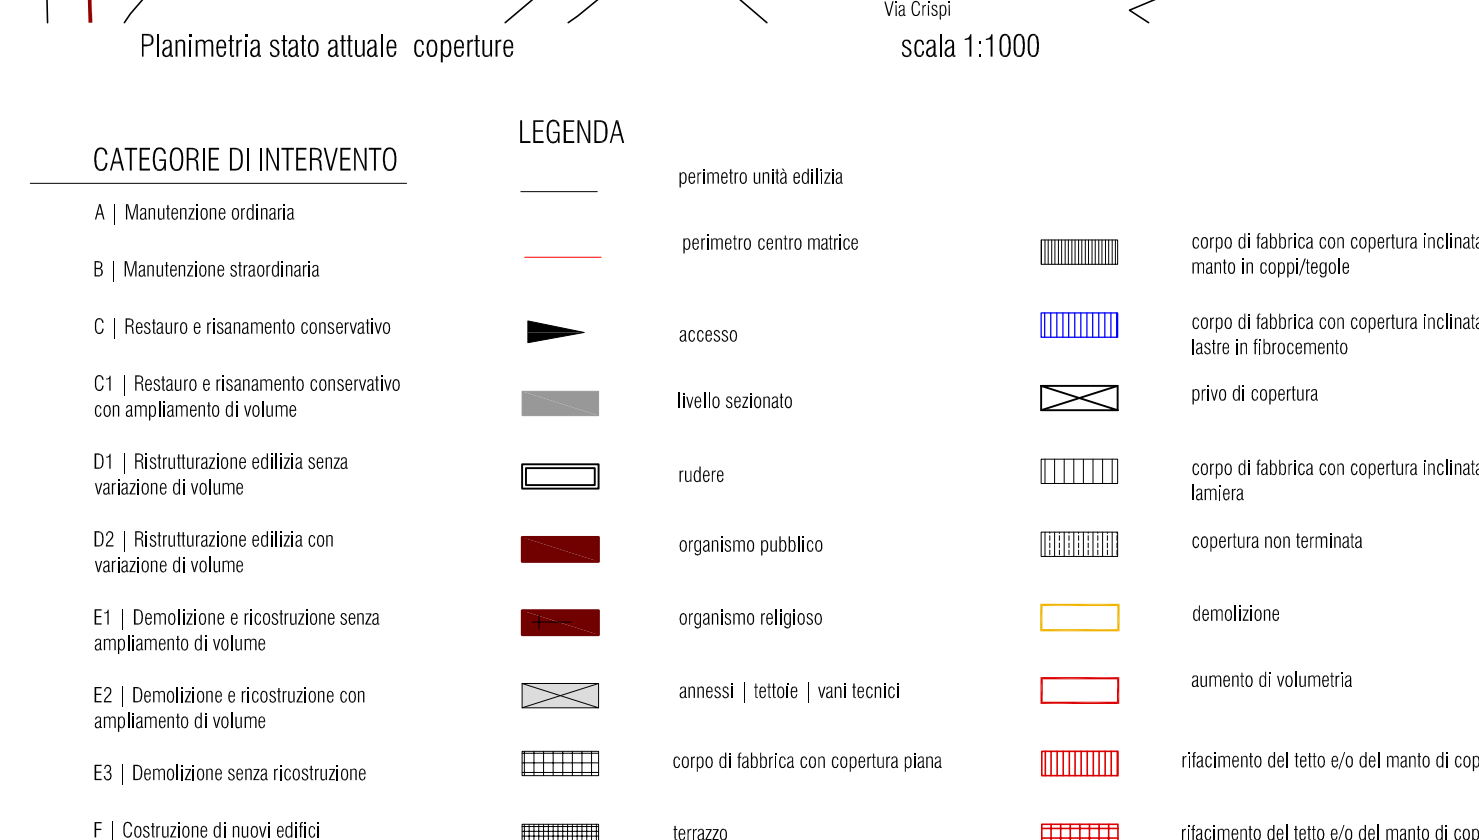 Via Crispi
Planimetria stato attuale coperture
scala 1:1000
CATEGORIE DI INTERVENTO
A | Manutenzione ordinaria
B | Manutenzione straordinaria
C | Restauro e risanamento conservativo
C1 | Restauro e risanamento conservativo
con ampliamento di volume
D1 | Ristrutturazione edilizia senza
variazione di volume
D2 | Ristrutturazione edilizia con
variazione di volume
E1 | Demolizione e ricostruzione senza
ampliamento di volume
E2 | Demolizione e ricostruzione con
ampliamento di volume
E3 | Demolizione senza ricostruzione
F | Costruzione di nuovi edifici
LEGENDA
perimetro unità edilizia
perimetro centro matrice
accesso
livello sezionato
rudere
organismo pubblico
organismo religioso
annessi | tettoie | vani tecnici
corpo di fabbrica con copertura piana
terrazzo
corpo di fabbrica con copertura inclinata
manto in coppi/tegole
corpo di fabbrica con copertura inclinata
lastre in fibrocemento
privo di copertura
corpo di fabbrica con copertura inclinata
lamiera
copertura non terminata
demolizione
aumento di volumetria
rifacimento del tetto e/o del manto di cop
rifacimento del tetto e/o del manto di cop